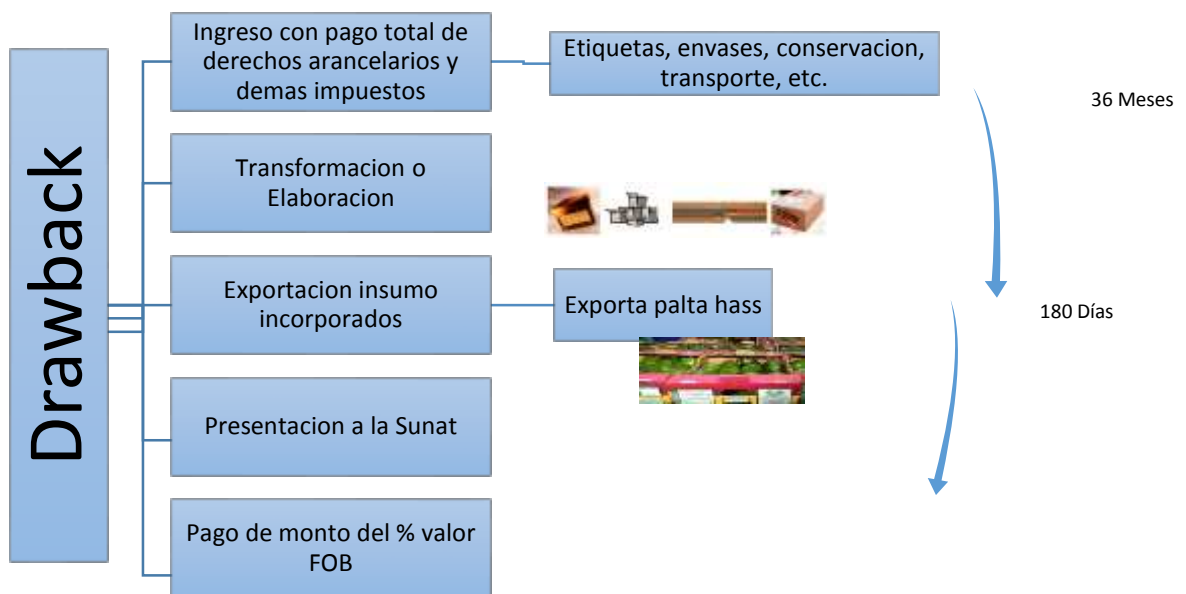 Drawback
Ingreso con pago total de
derechos arancelarios y
demas impuestos
Etiquetas, envases, conservacion,
transporte, etc.
36 Meses
Transformacion o
Elaboracion
Exportacion insumo
incorporados
Exporta palta hass
180 Días
Presentacion a la Sunat
Pago de monto del % valor
FOB